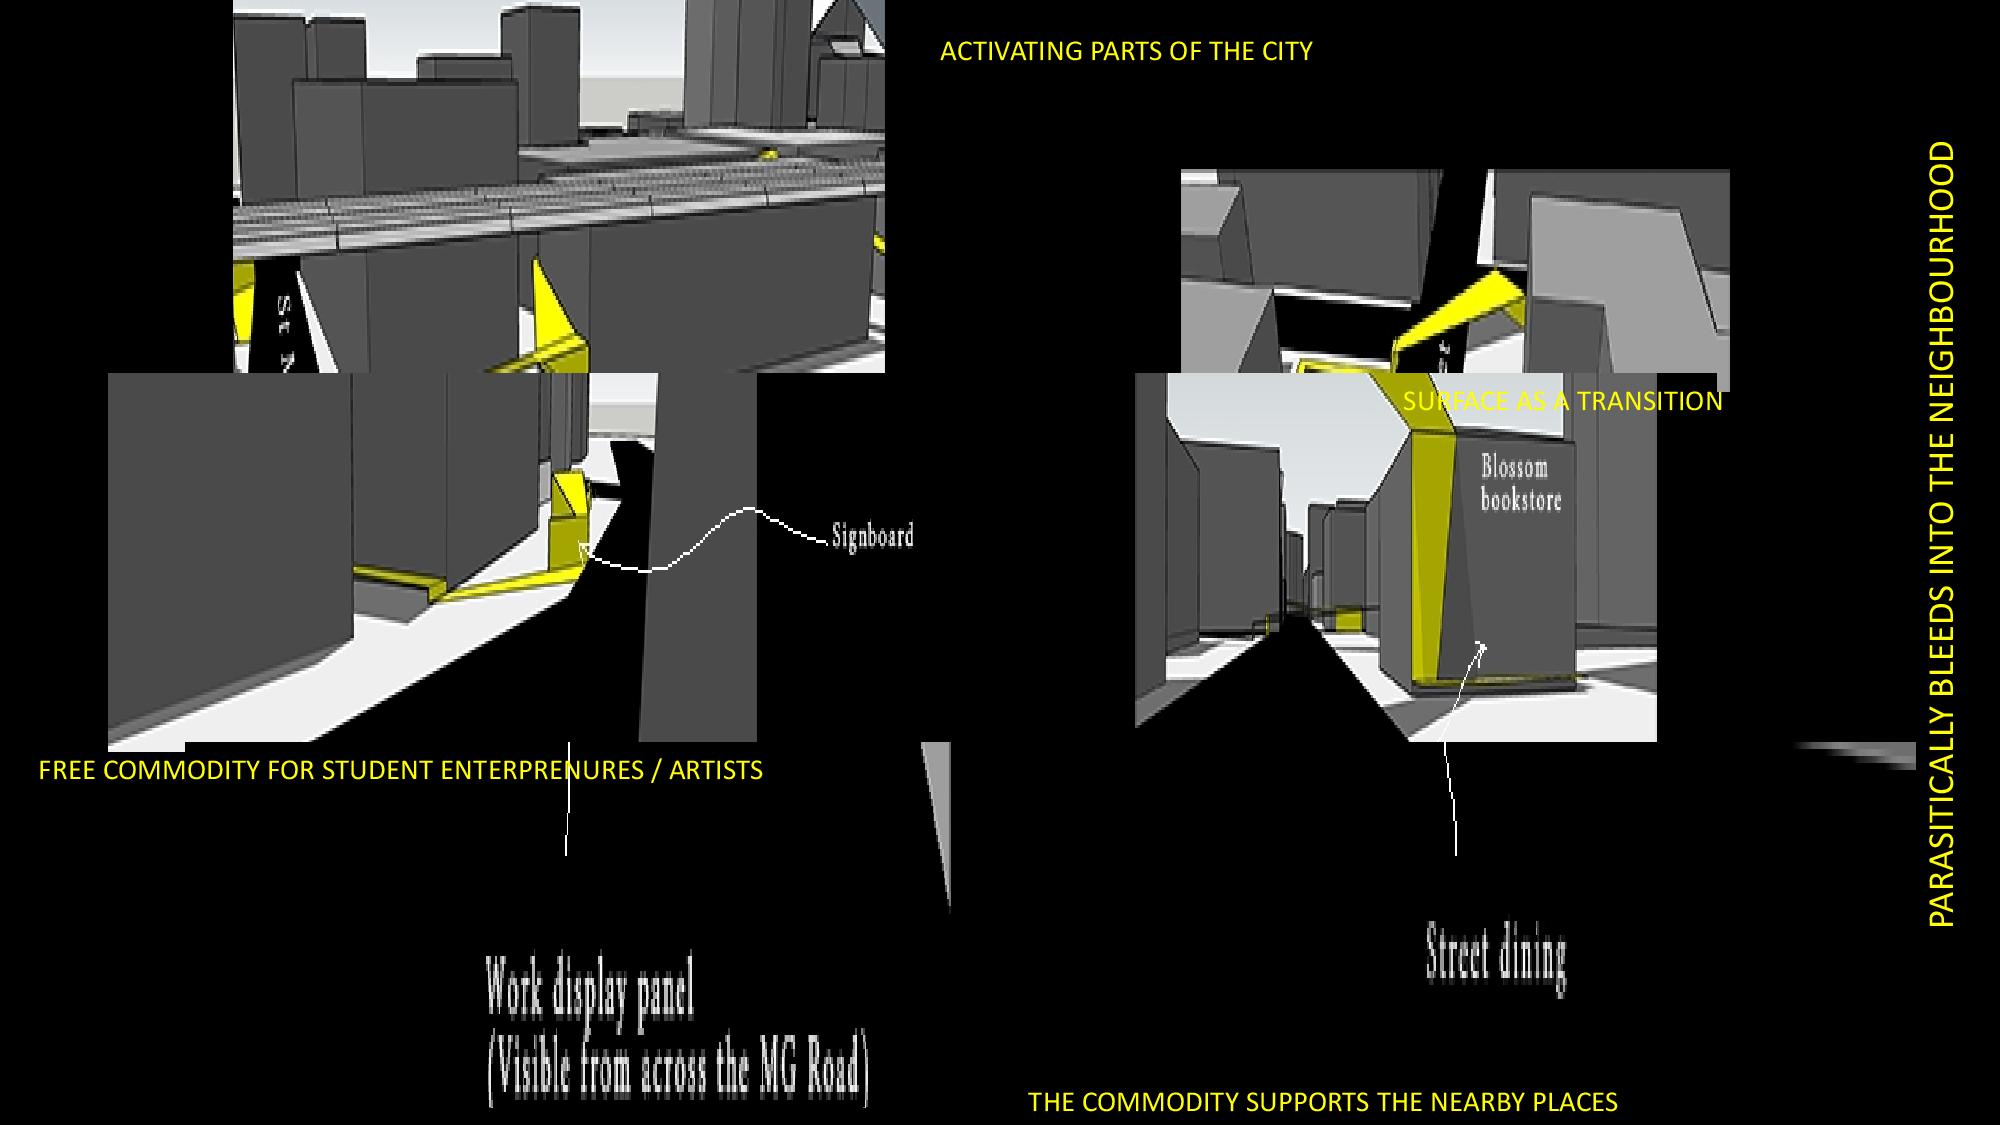 ACTIVATING PARTS OF THE CITY
St
SURFACE AS A TRANSITION
Blossom
bookstore
Signboard
FREE COMMODITY FOR STUDENT ENTERPRENURES / ARTISTS
PARASITICALLY BLEEDS INTO THE NEIGHBOURHOOD
Street dining
Work display panel
(Visible from across the MG Road)
THE COMMODITY SUPPORTS THE NEARBY PLACES